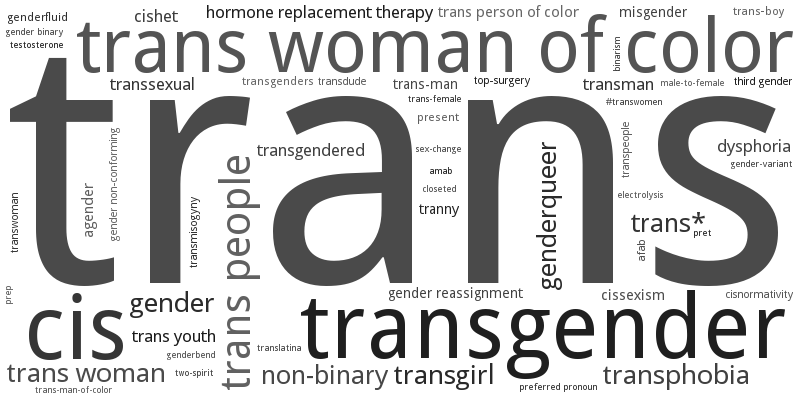 genderfluid
cishet
hormone replacement therapy
trans person of color
misgender
trans-boy
gender binary
testosterone
trans woman of color
binarism
transsexual
transgenders
transdude
trans-man
top-surgery
transman
male-to-female
third gender
trans
trans-female
#transwomen
present
gender non-conforming
transpeople
dysphoria
transgendered
sex-change
gender-variant
amab
genderqueer
agender
closeted
electrolysis
transwoman
transmisogyny
tranny
trans*
pret
afab
trans people
prep
gender reassignment
cissexism
cisnormativity
cis
gender
transgender
trans youth
translatina
genderbend
trans woman
two-spirit
non-binary
transgirl
preferred pronoun
transphobia
trans-man-of-color